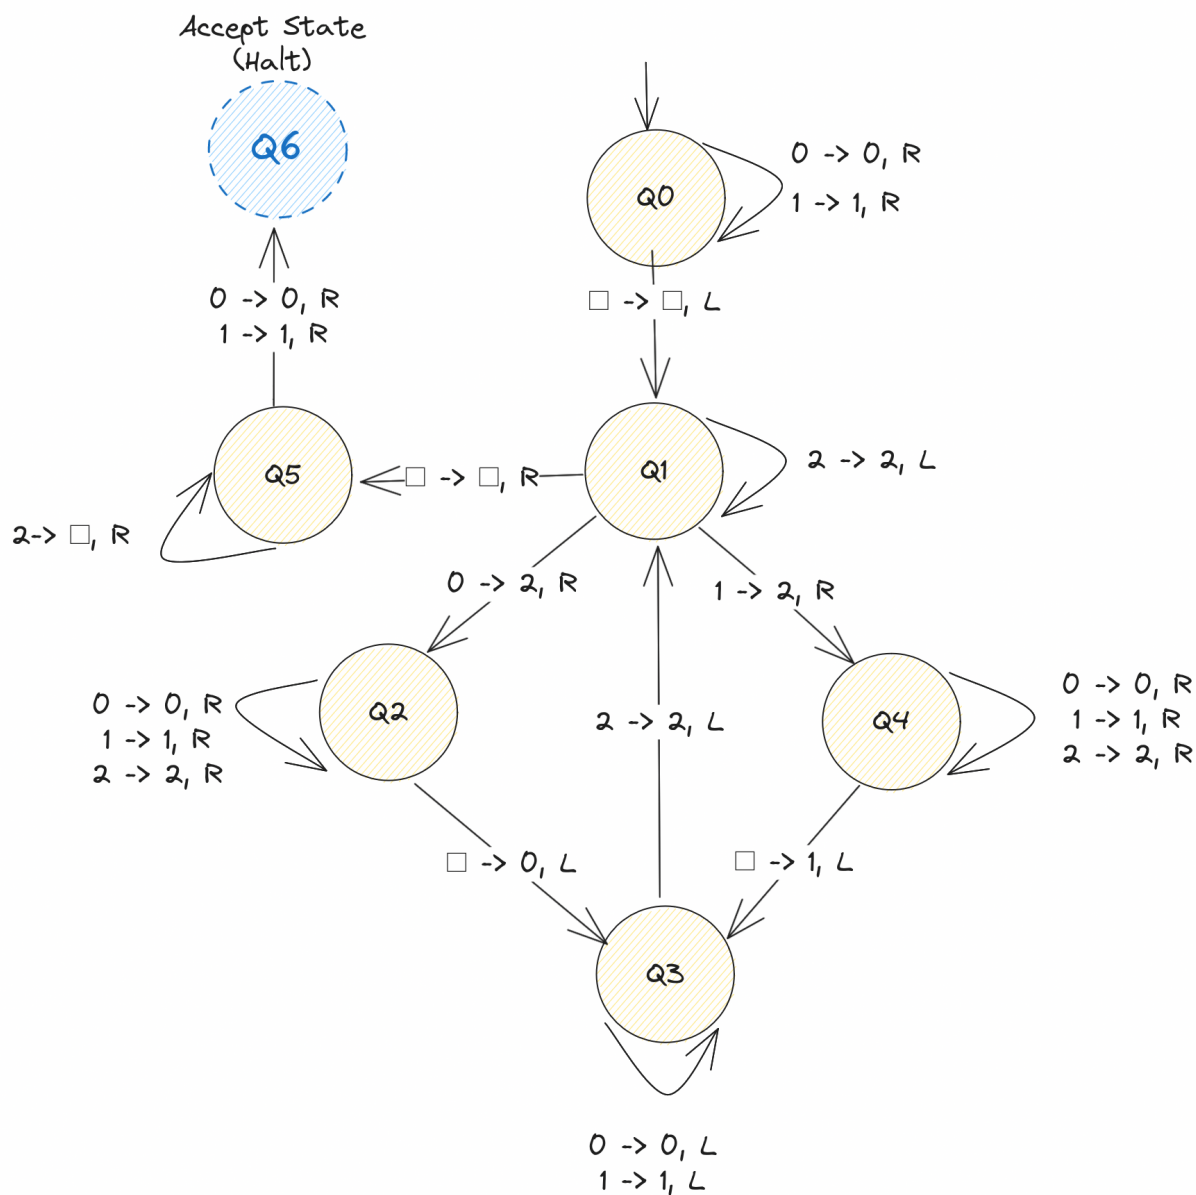 Accept State
(Halt)
Q6
Q0
0 -> 0, R
1 -> 1, R
0 -> 0, R
1 -> 1, R
□ -> □, L
Q5
□ -> □, R
Q1
2 -> 2, L
2-> □, R
0 -> 2, R
1 -> 2, R
0 -> 0, R
1 -> 1, R
2 -> 2, R
Q2
2 -> 2, L
Q4
0 -> 0, R
1 -> 1, R
2 -> 2, R
□ -> 0, L
□ -> 1, L
Q3
0 -> 0, L
1 -> 1, L